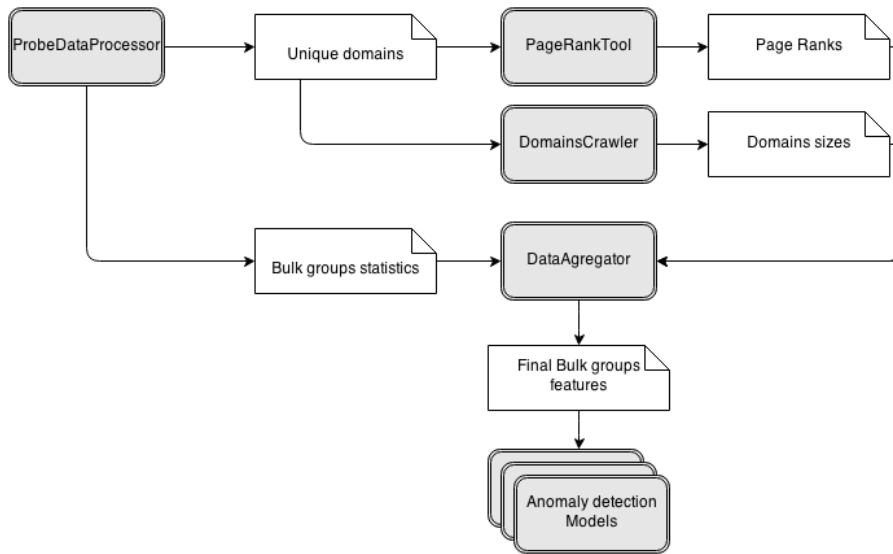 ProbeDataProcessor
Unique domains
PageRankTool
Page Ranks
DomainsCrawler
Domains sizes
Bulk groups statistics
DataAgregator
Final Bulk groups
features
Anomaly detection
Models